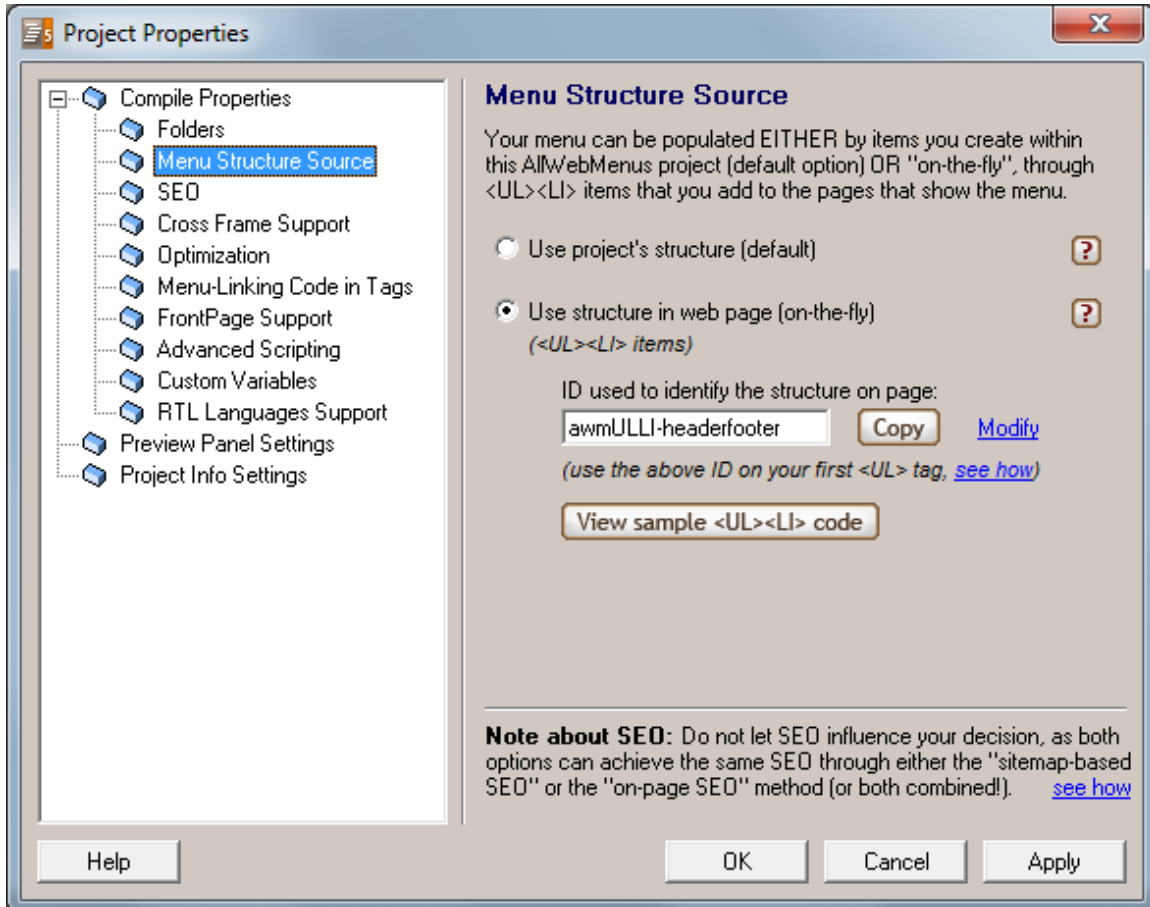 5 Project Properties X
Compile Properties
Folders
Menu Structure Source
SEO
Cross Frame Support
Optimization
Menu-Linking Code in Tags
FrontPage Support
Advanced Scripting
Custom Variables
RTL Languages Support
Preview Panel Settings
Project Info Settings
Menu Structure Source
Your menu can be populated EITHER by items you create within
this AllWebMenus project (default option) OR "on-the-fly", through
<UL><LI> items that you add to the pages that show the menu.
Use project's structure (default) ?
Use structure in web page (on-the-fly) ?
(<UL><LI> items)
ID used to identify the structure on page:
awmULLI-headerfooter Copy Modify
(use the above ID on your first <UL> tag, see how)
View sample <UL><LI> code
Note about SEO: Do not let SEO influence your decision, as both
options can achieve the same SEO through either the "sitemap-based
SEO" or the "on-page SEO" method (or both combined!). see how
Help OK Cancel Apply